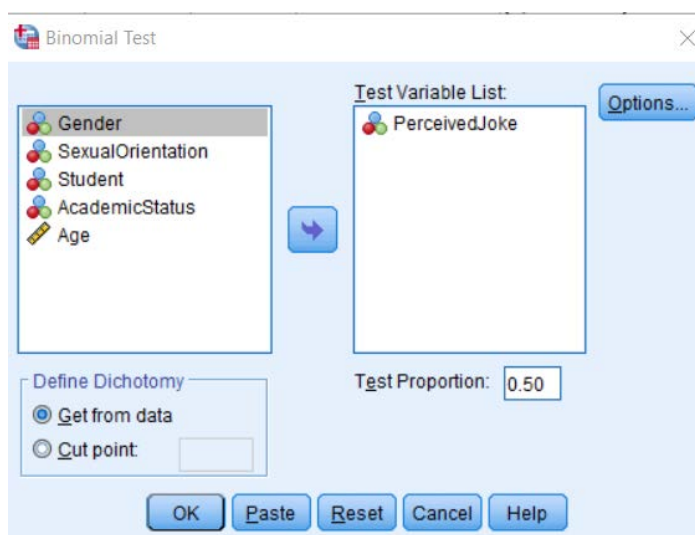 Binomial Test
Gender
SexualOrientation
Student
AcademicStatus
Age
Test Variable List:
PerceivedJoke
Options...
Define Dichotomy
Get from data
Cut point:
Test Proportion: 0.50
OK Paste Reset Cancel Help